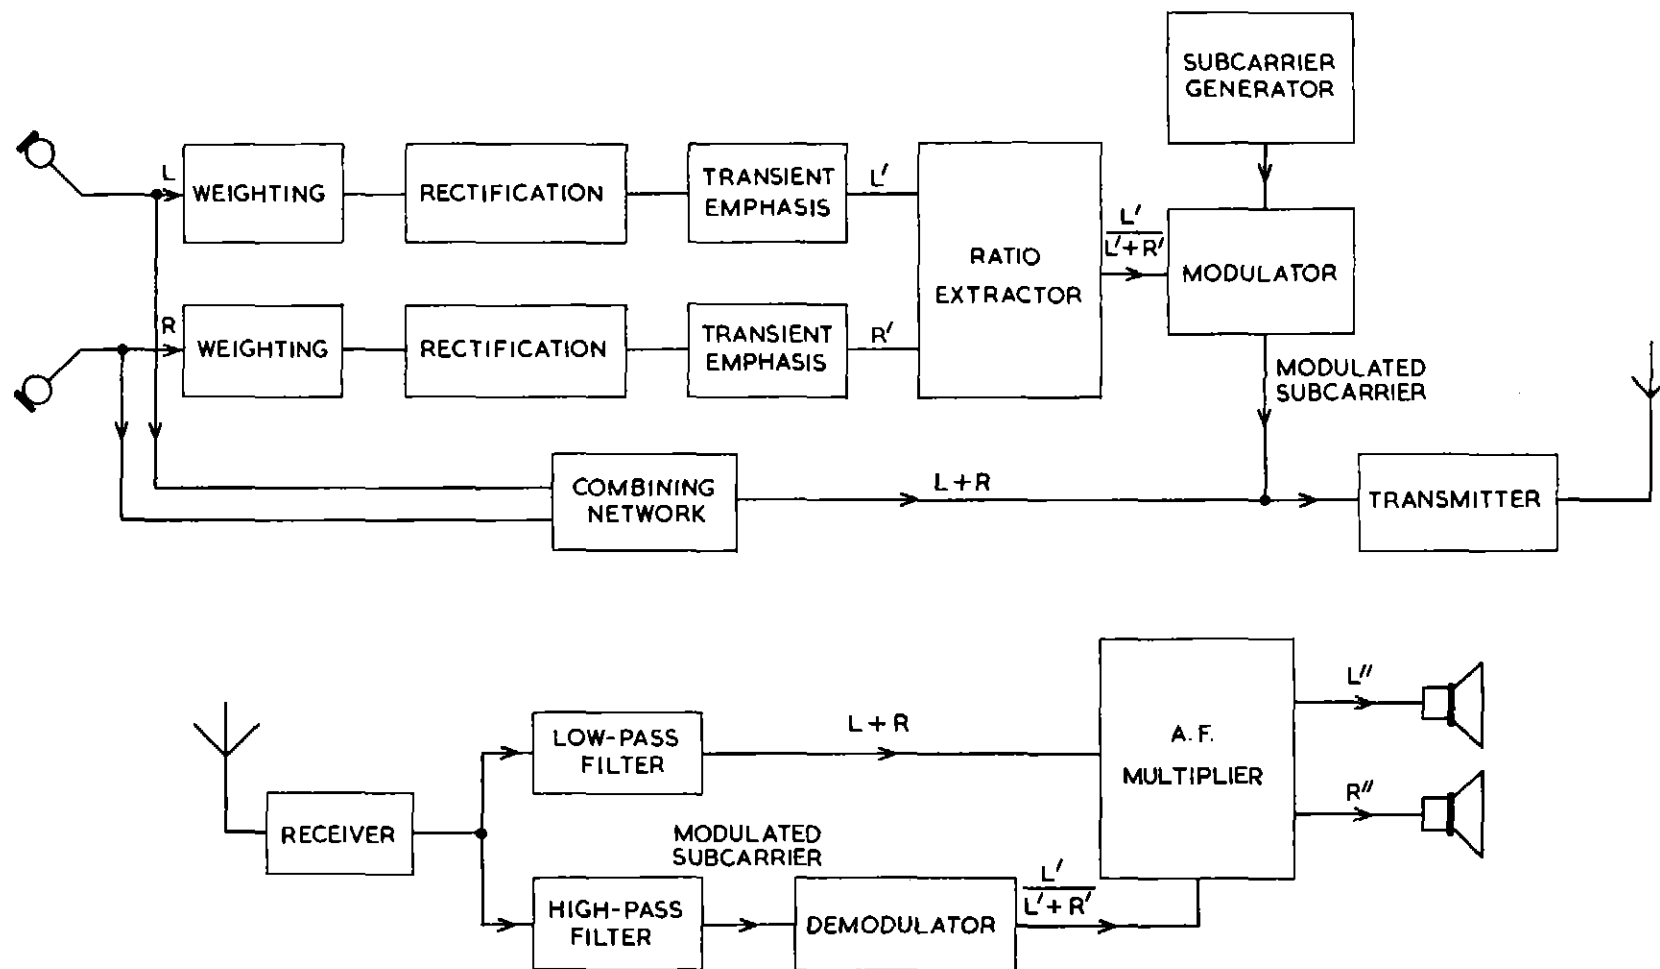 SUBCARRIER
GENERATOR
L
WEIGHTING
RECTIFICATION
TRANSIENT
EMPHASIS
L'
RATIO
EXTRACTOR
L'
L'+R'
MODULATOR
R
WEIGHTING
RECTIFICATION
TRANSIENT
EMPHASIS
R'
MODULATED
SUBCARRIER
COMBINING
NETWORK
L+R
TRANSMITTER
RECEIVER
LOW-PASS
FILTER
L+R
A.F.
MULTIPLIER
L''
R''
MODULATED
SUBCARRIER
HIGH-PASS
FILTER
DEMODULATOR
L'
L'+R'